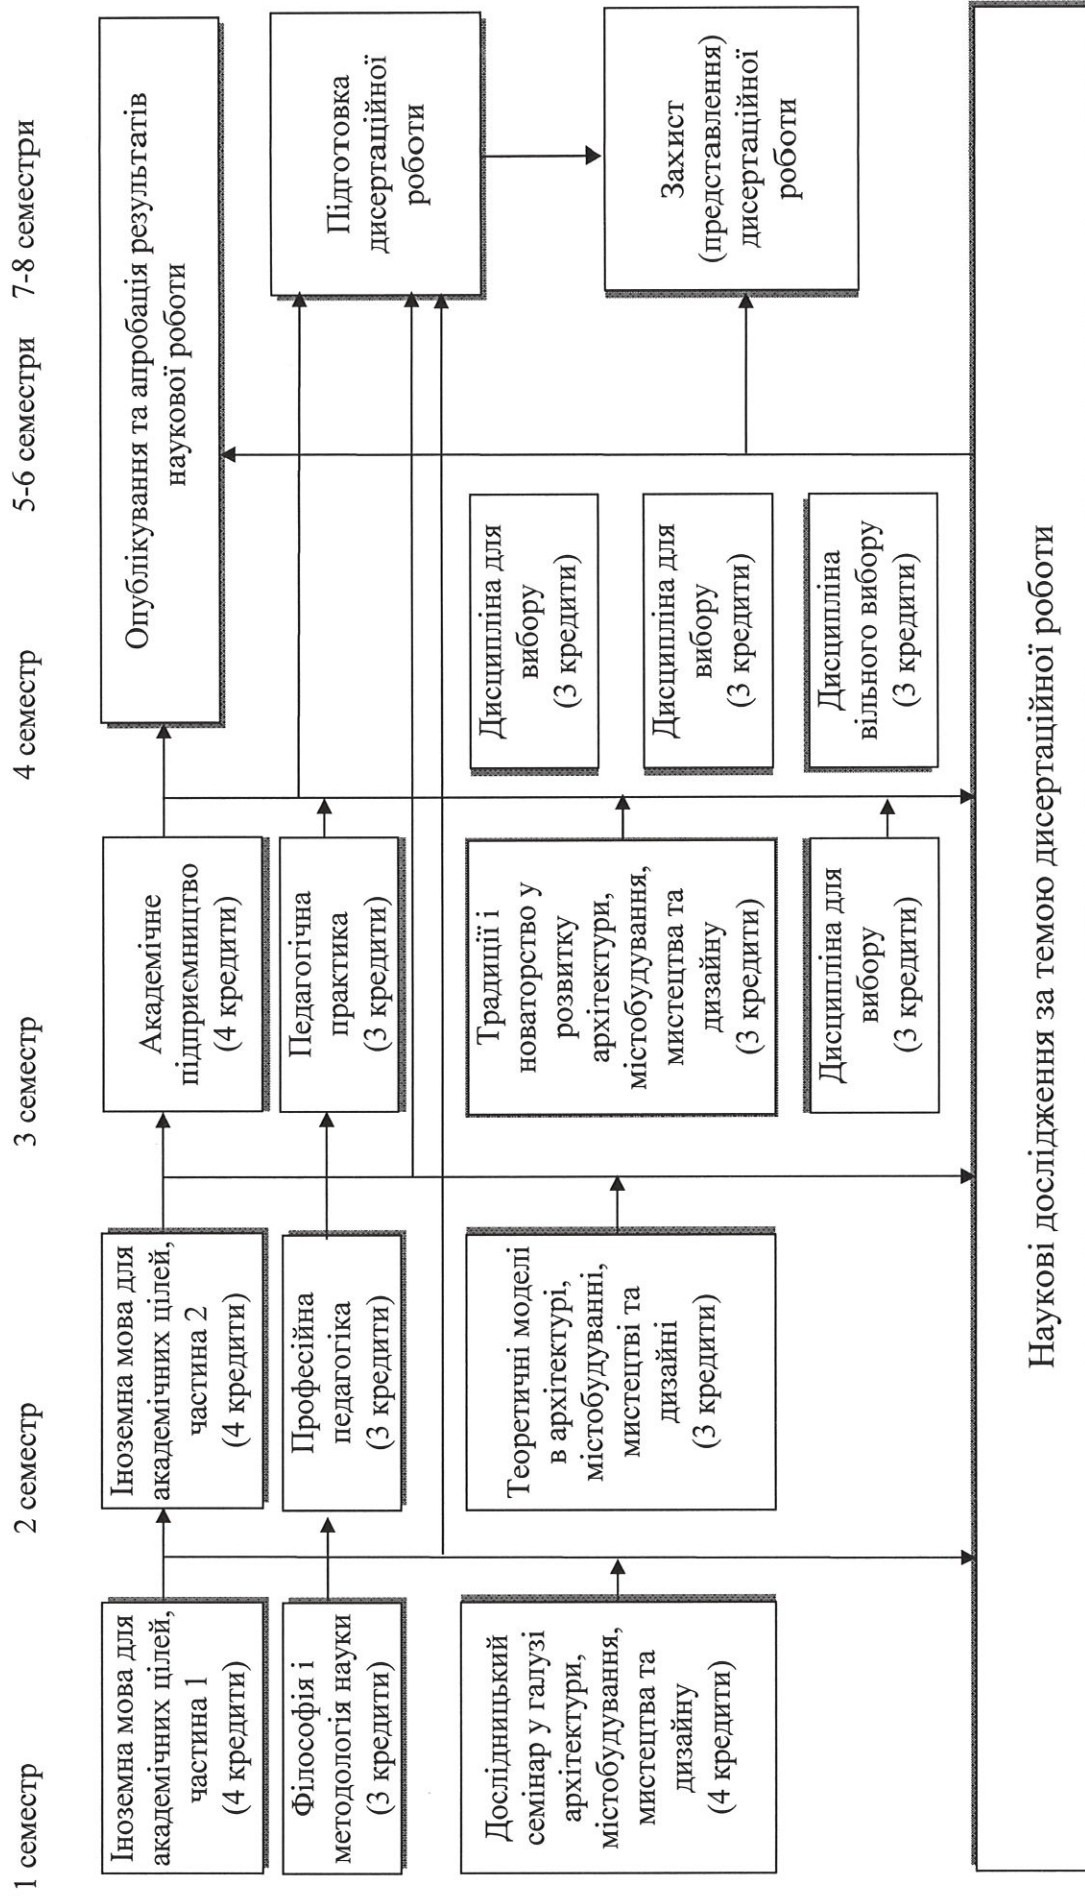 1 семестр
2 семестр
3 семестр
4 семестр
5-6 семестри
7-8 семестри
Іноземна мова для
академічних цілей,
частина 1
(4 кредити)
Філософія і
методологія науки
(3 кредити)
Дослідницький
семінар у галузі
архітектури,
містобудування,
мистецтва та
дизайну
(4 кредити)
Іноземна мова для
академічних цілей,
частина 2
(4 кредити)
Професійна
педагогіка
(3 кредити)
Теоретичні моделі
в архітектурі,
містобудуванні,
мистецтві та
дизайні
(3 кредити)
Академічне
підприємництво
(4 кредити)
Педагогічна
практика
(3 кредити)
Традиції і
новаторство у
розвитку
архітектури,
містобудування,
мистецтва та
дизайну
(3 кредити)
Дисципліна для
вибору
(3 кредити)
Дисципліна для
вибору
(3 кредити)
Дисципліна для
вибору
(3 кредити)
Дисципліна
вільного вибору
(3 кредити)
Опублікування та апробація результатів
наукової роботи
Підготовка
дисертаційної
роботи
Захист
(представлення)
дисертаційної
роботи
Наукові дослідження за темою дисертаційної роботи